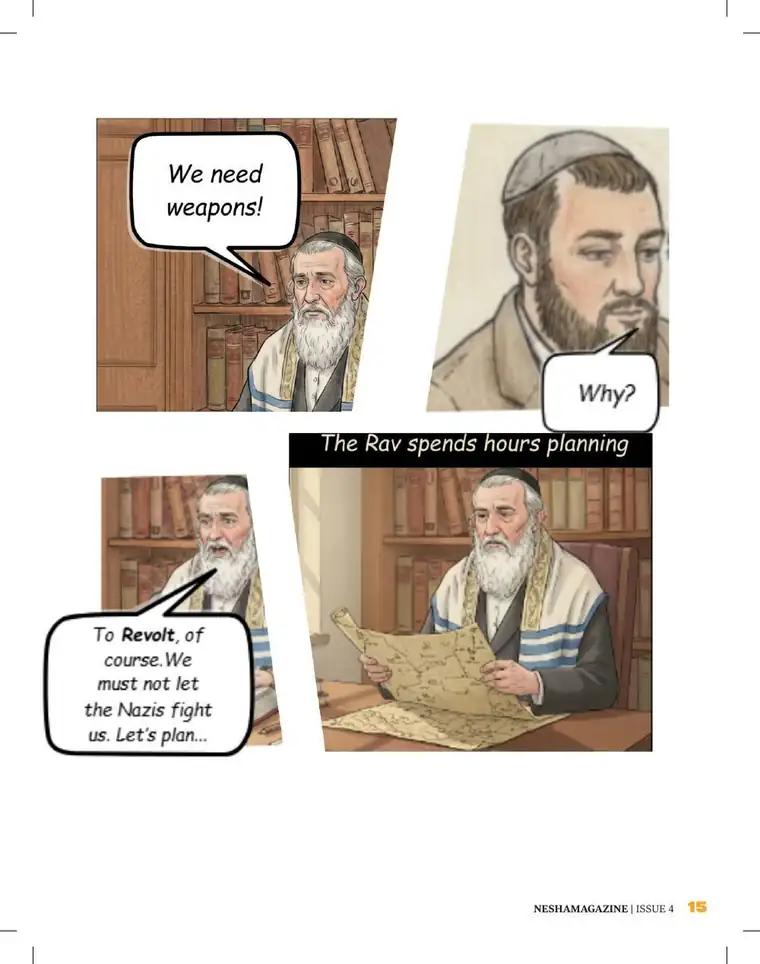 We need
weapons!
Why?
To Revolt, of
course.We
must not let
the Nazis fight
us. Let's plan...
The Rav spends hours planning
NESHAMAGAZINE | ISSUE 4 15